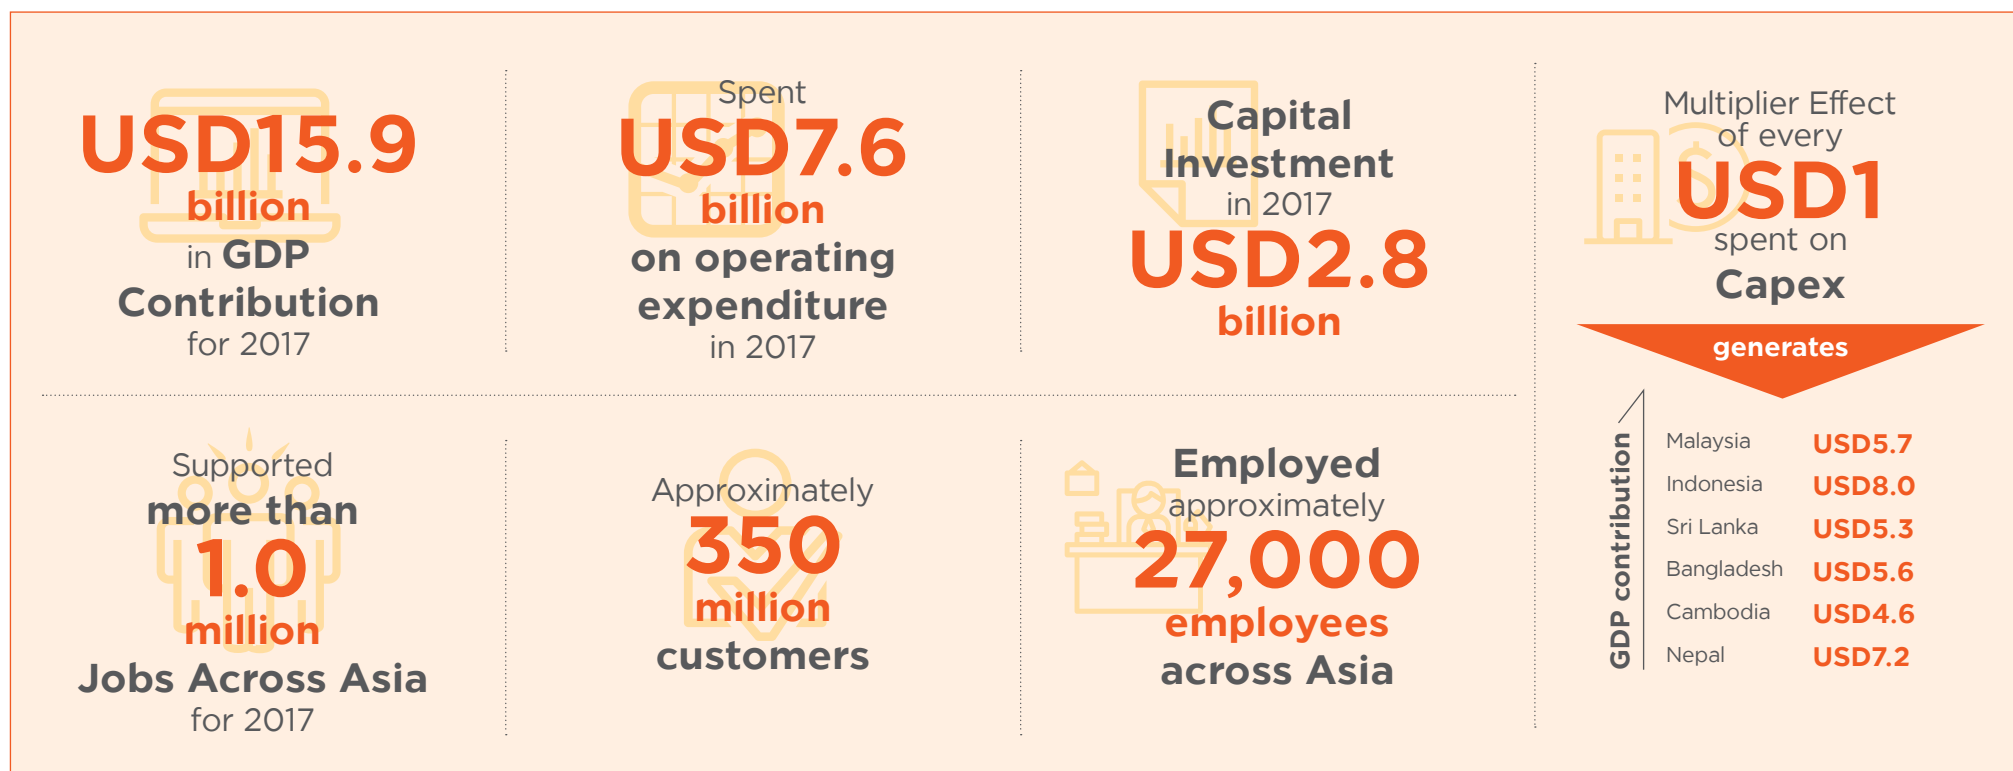 USD15.9
billion
in GDP
Contribution
for 2017
Spent
USD7.6
billion
on operating
expenditure
in 2017
Capital
Investment
in 2017
USD2.8
billion
Multiplier Effect
of every
USD1
spent on
Capex
generates
GDP contribution
Malaysia USD5.7
Indonesia USD8.0
Sri Lanka USD5.3
Bangladesh USD5.6
Cambodia USD4.6
Nepal USD7.2
Supported
more than
1.0
million
Jobs Across Asia
for 2017
Approximately
350
million
customers
Employed
approximately
27,000
employees
across Asia